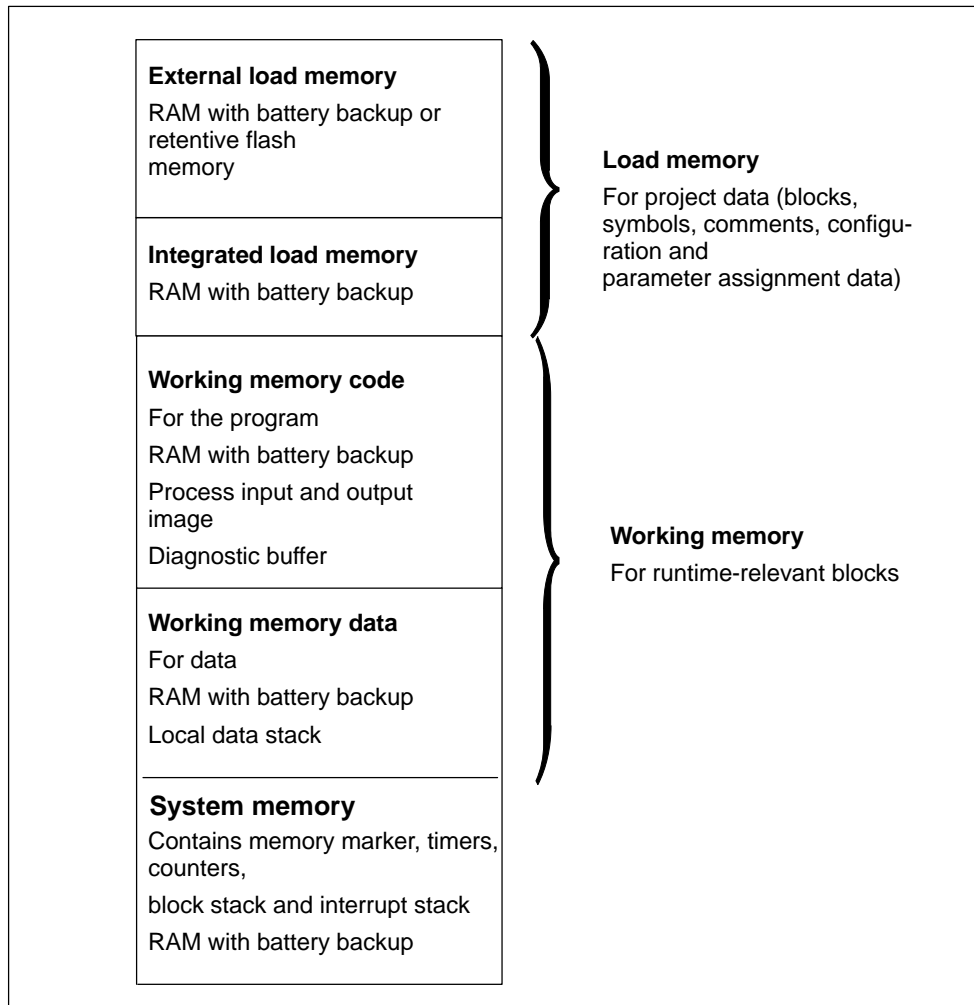 External load memory
RAM with battery backup or
retentive flash
memory
Load memory
For project data (blocks,
symbols, comments, configu-
ration and
parameter assignment data)
Integrated load memory
RAM with battery backup
Working memory code
For the program
RAM with battery backup
Process input and output
image
Diagnostic buffer
Working memory
For runtime-relevant blocks
Working memory data
For data
RAM with battery backup
Local data stack
System memory
Contains memory marker, timers,
counters,
block stack and interrupt stack
RAM with battery backup